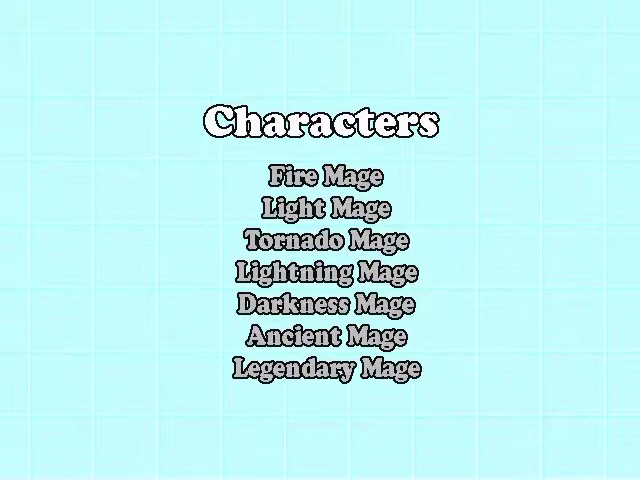 Characters
Fire Mage
Light Mage
Tornado Mage
Lightning Mage
Darkness Mage
Ancient Mage
Legendary Mage